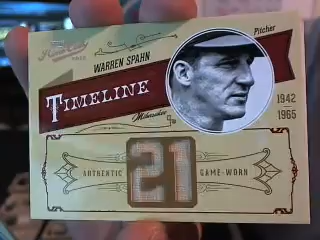 Pitcher
WARREN SPAHN
TIMELINE
1942
1965
Milwaukee
21
AUTHENTIC
GAME-WORN